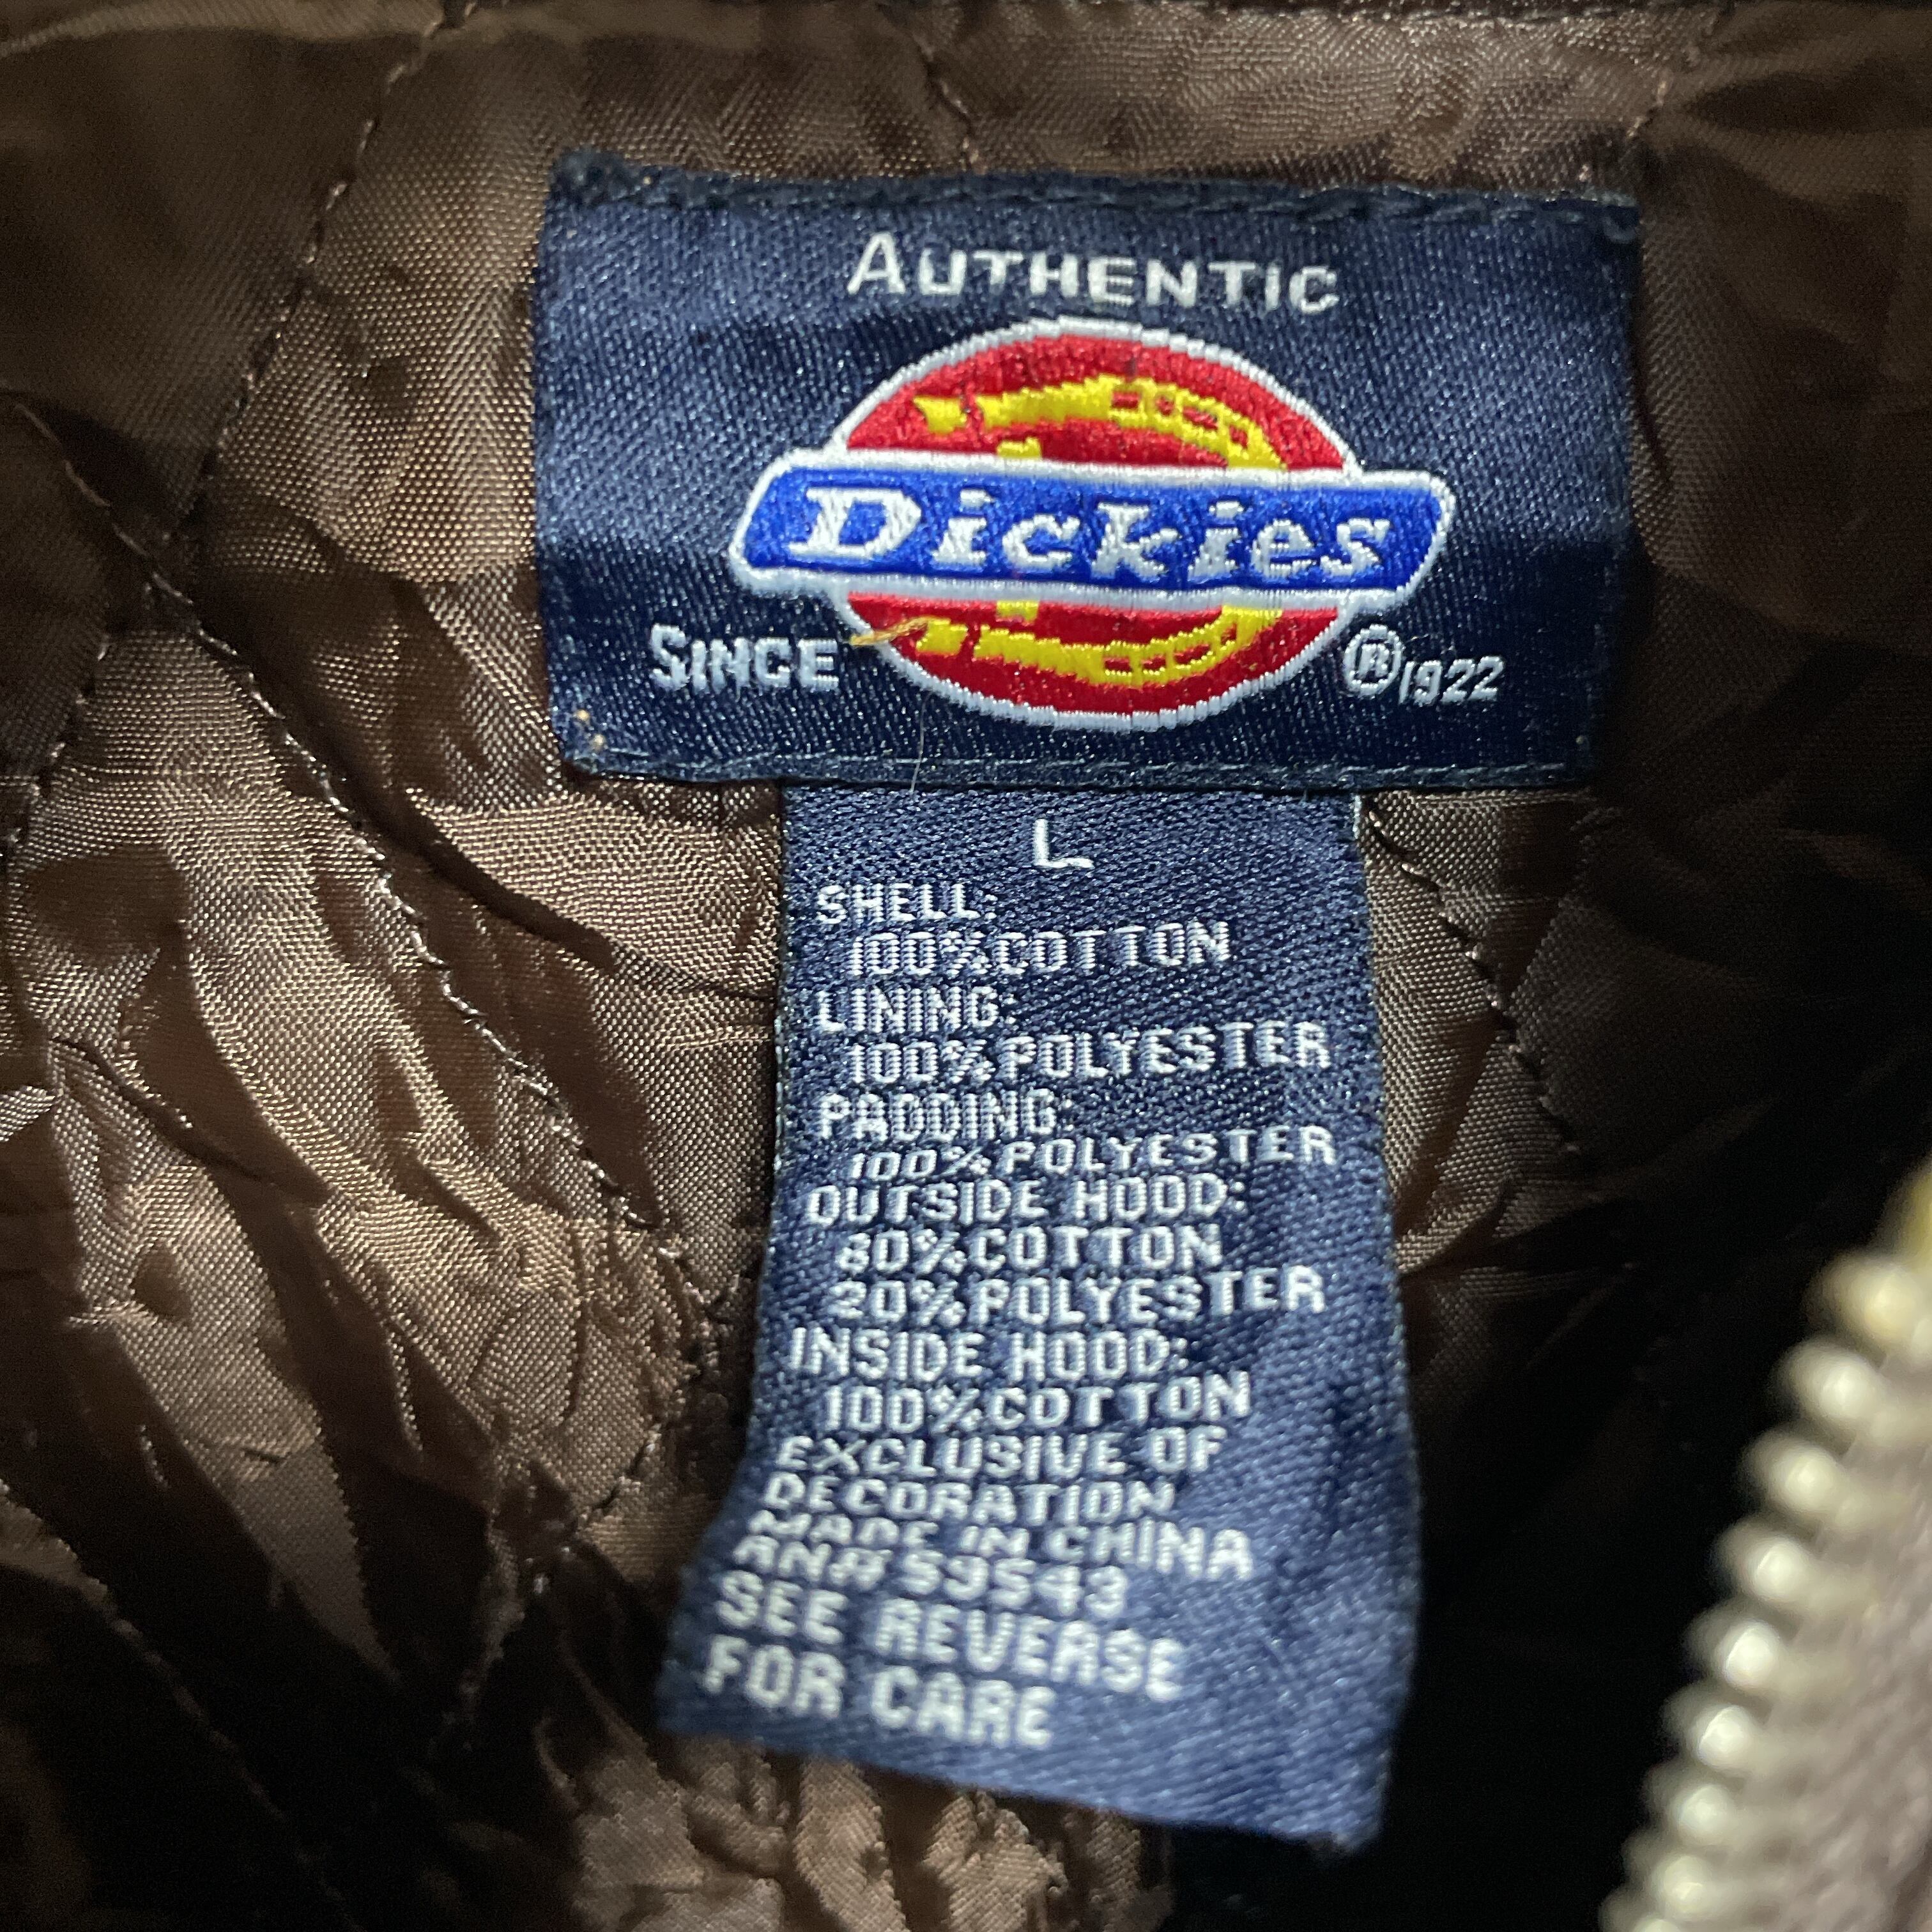 AUTHENTIC
Dickies
SINCE ® 1922
L
SHELL:
100% COTTON
LINING:
100% POLYESTER
PADDING:
100% POLYESTER
OUTSIDE HOOD:
80% COTTON
20% POLYESTER
INSIDE HOOD:
100% COTTON
EXCLUSIVE OF
DECORATION
MADE IN CHINA
RN# 59543
SEE REVERSE
FOR CARE